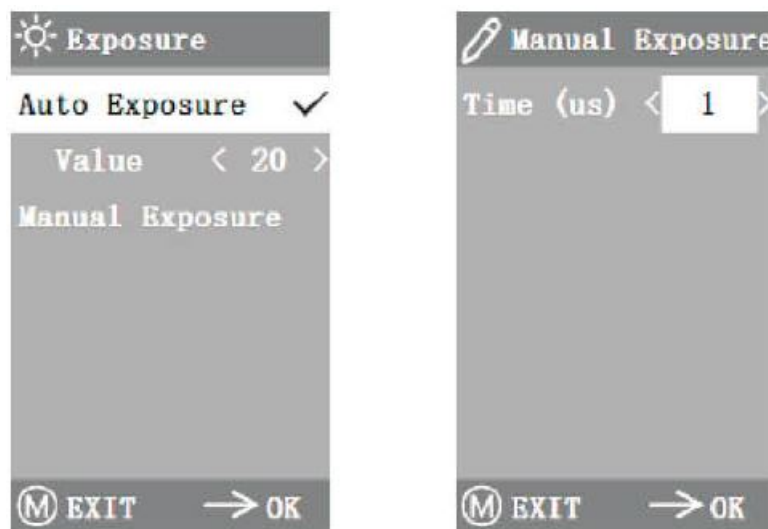 Exposure
Auto Exposure
Value < 20 >
Manual Exposure
M EXIT → OK
Manual Exposure
Time (us) < 1 >
M EXIT → OK